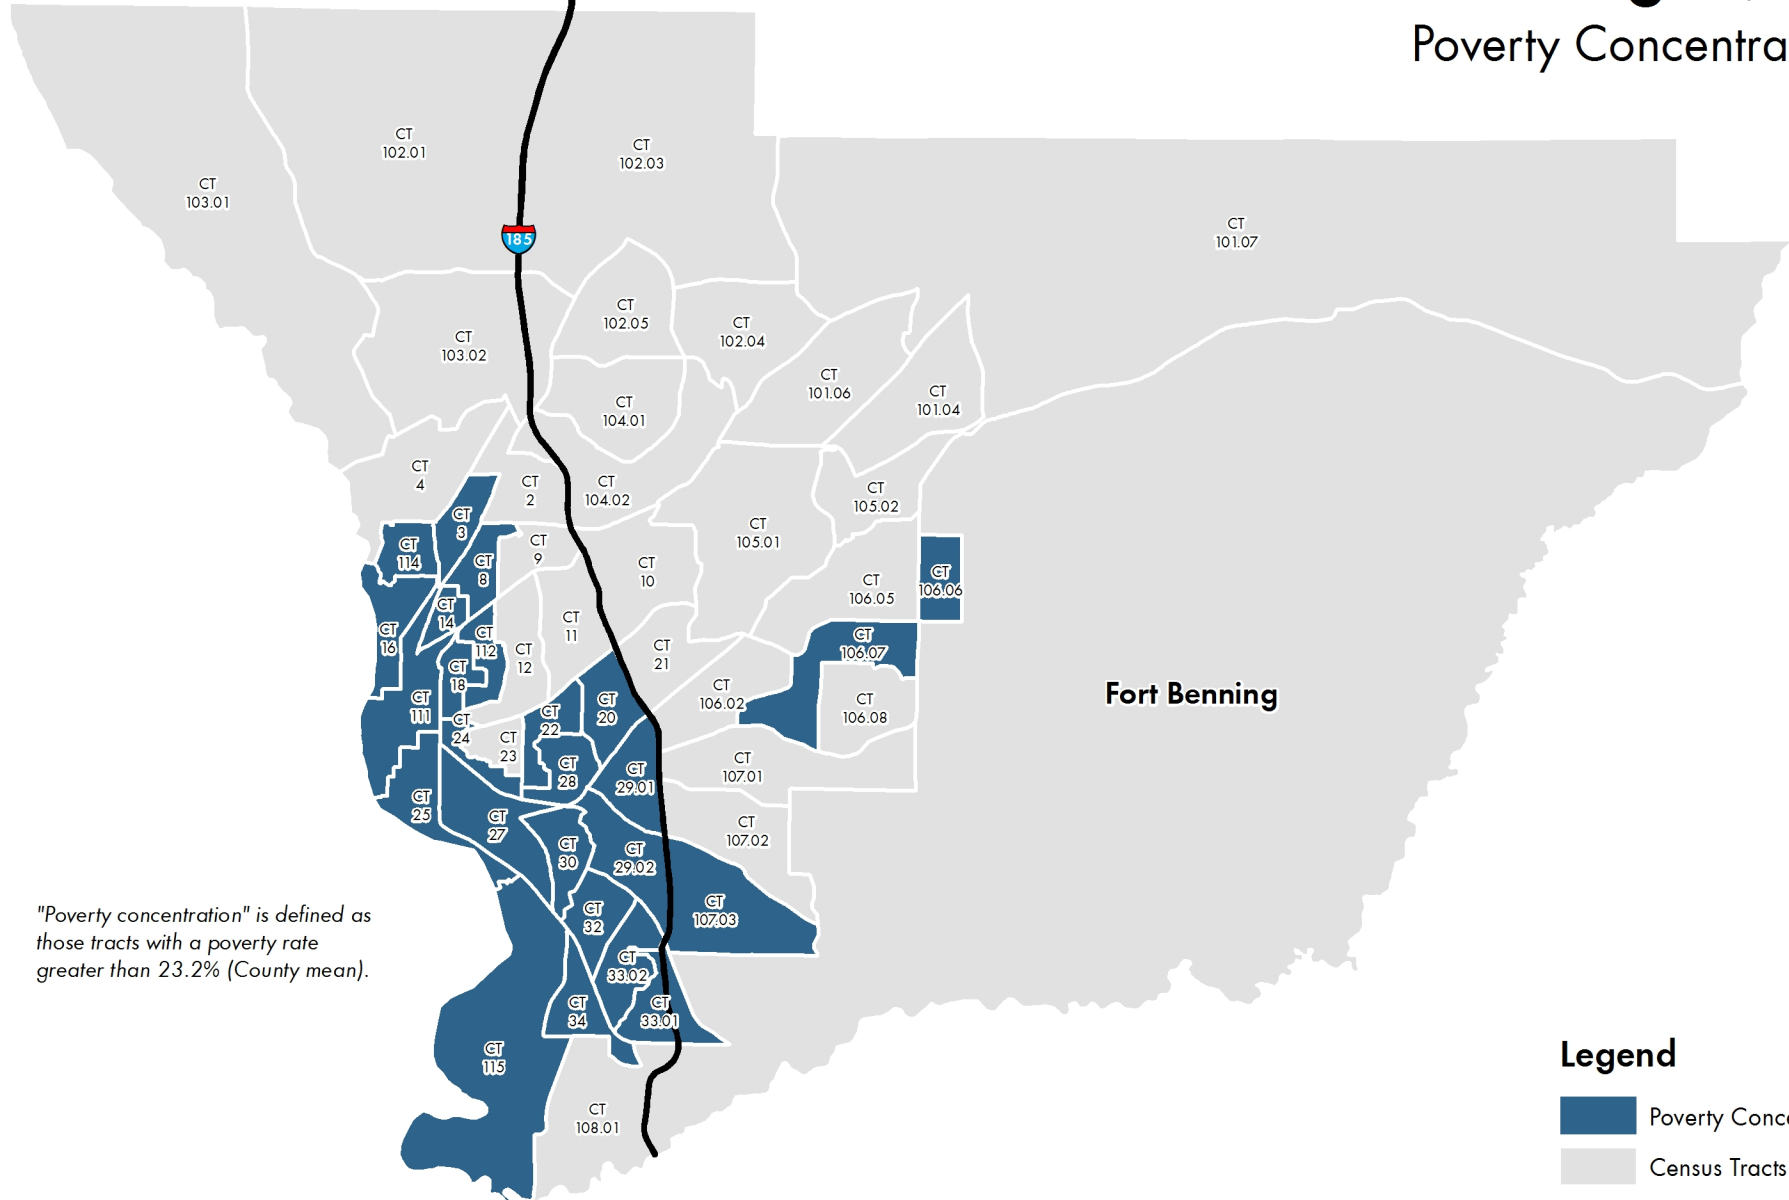 Poverty Concentra
CT
102.01
CT
102.03
CT
103.01
185
CT
101.07
CT
102.05
CT
102.04
CT
103.02
CT
101.06
CT
101.04
CT
104.01
CT
4
CT
2
CT
104.02
CT
105.02
CT
3
CT
105.01
CT
9
CT
114
CT
8
CT
10
CT
106.05
CT
106.06
CT
14
CT
11
CT
16
CT
112
CT
12
CT
21
CT
106.07
CT
18
CT
106.02
Fort Benning
CT
111
CT
20
CT
106.08
CT
22
CT
24
CT
23
CT
28
CT
29.01
CT
107.01
CT
25
CT
27
CT
107.02
CT
30
CT
29.02
CT
32
CT
107.03
"Poverty concentration" is defined as
those tracts with a poverty rate
greater than 23.2% (County mean).
CT
33.02
CT
34
CT
33.01
CT
115
CT
108.01
Legend
Poverty Conce
Census Tracts